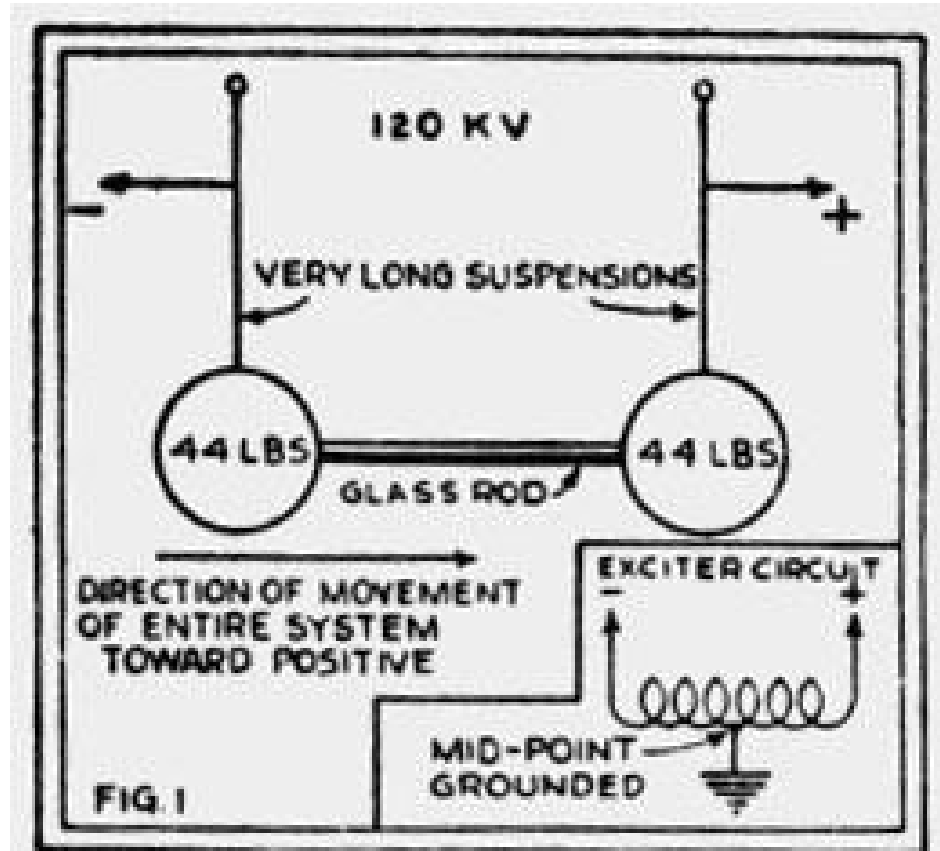 120 KV
-
+
VERY LONG SUSPENSIONS
44 LBS
44 LBS
GLASS ROD
DIRECTION OF MOVEMENT
OF ENTIRE SYSTEM
TOWARD POSITIVE
EXCITER CIRCUIT
- +
MID-POINT
GROUNDED
FIG. 1